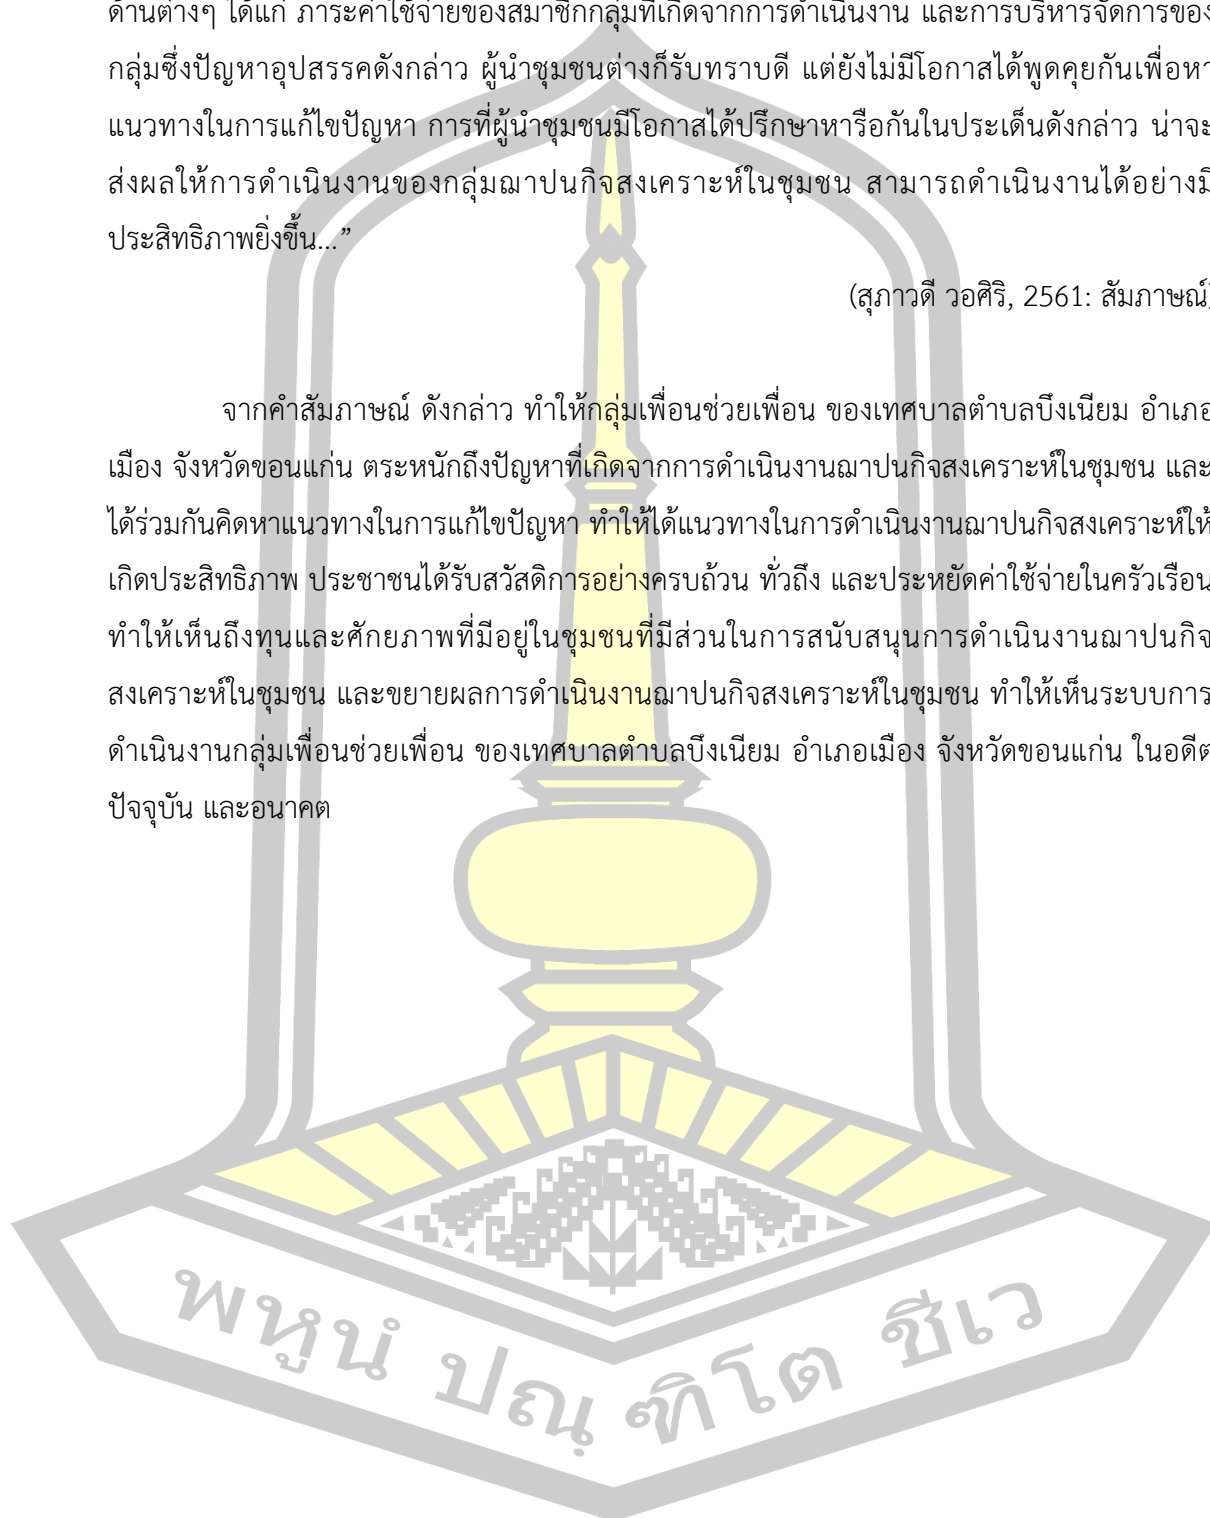 ด้านต่างๆ ได้แก่ ภาระค่าใช้จ่ายของสมาชิกกลุ่มที่เกิดจากการดำเนินงาน และการบริหารจัดการของ
กลุ่มซึ่งปัญหาอุปสรรคดังกล่าว ผู้นำชุมชนต่างก็รับทราบดี แต่ยังไม่มีโอกาสได้พูดคุยกันเพื่อหา
แนวทางในการแก้ไขปัญหา การที่ผู้นำชุมชนมีโอกาสได้ปรึกษาหารือกันในประเด็นดังกล่าว น่าจะ
ส่งผลให้การดำเนินงานของกลุ่มฌาปนกิจสงเคราะห์ในชุมชน สามารถดำเนินงานได้อย่างมี
ประสิทธิภาพยิ่งขึ้น...”
(สุภาวดี วอศิริ, 2561: สัมภาษณ์)
จากคำสัมภาษณ์ ดังกล่าว ทำให้กลุ่มเพื่อนช่วยเพื่อน ของเทศบาลตำบลบึงเนียม อำเภอ
เมือง จังหวัดขอนแก่น ตระหนักถึงปัญหาที่เกิดจากการดำเนินงานฌาปนกิจสงเคราะห์ในชุมชน และ
ได้ร่วมกันคิดหาแนวทางในการแก้ไขปัญหา ทำให้ได้แนวทางในการดำเนินงานฌาปนกิจสงเคราะห์ให้
เกิดประสิทธิภาพ ประชาชนได้รับสวัสดิการอย่างครบถ้วน ทั่วถึง และประหยัดค่าใช้จ่ายในครัวเรือน
ทำให้เห็นถึงทุนและศักยภาพที่มีอยู่ในชุมชนที่มีส่วนในการสนับสนุนการดำเนินงานฌาปนกิจ
สงเคราะห์ในชุมชน และขยายผลการดำเนินงานฌาปนกิจสงเคราะห์ในชุมชน ทำให้เห็นระบบการ
ดำเนินงานกลุ่มเพื่อนช่วยเพื่อน ของเทศบาลตำบลบึงเนียม อำเภอเมือง จังหวัดขอนแก่น ในอดีต
ปัจจุบัน และอนาคต
พหูนํ ปณฺฑิโต ชีเว